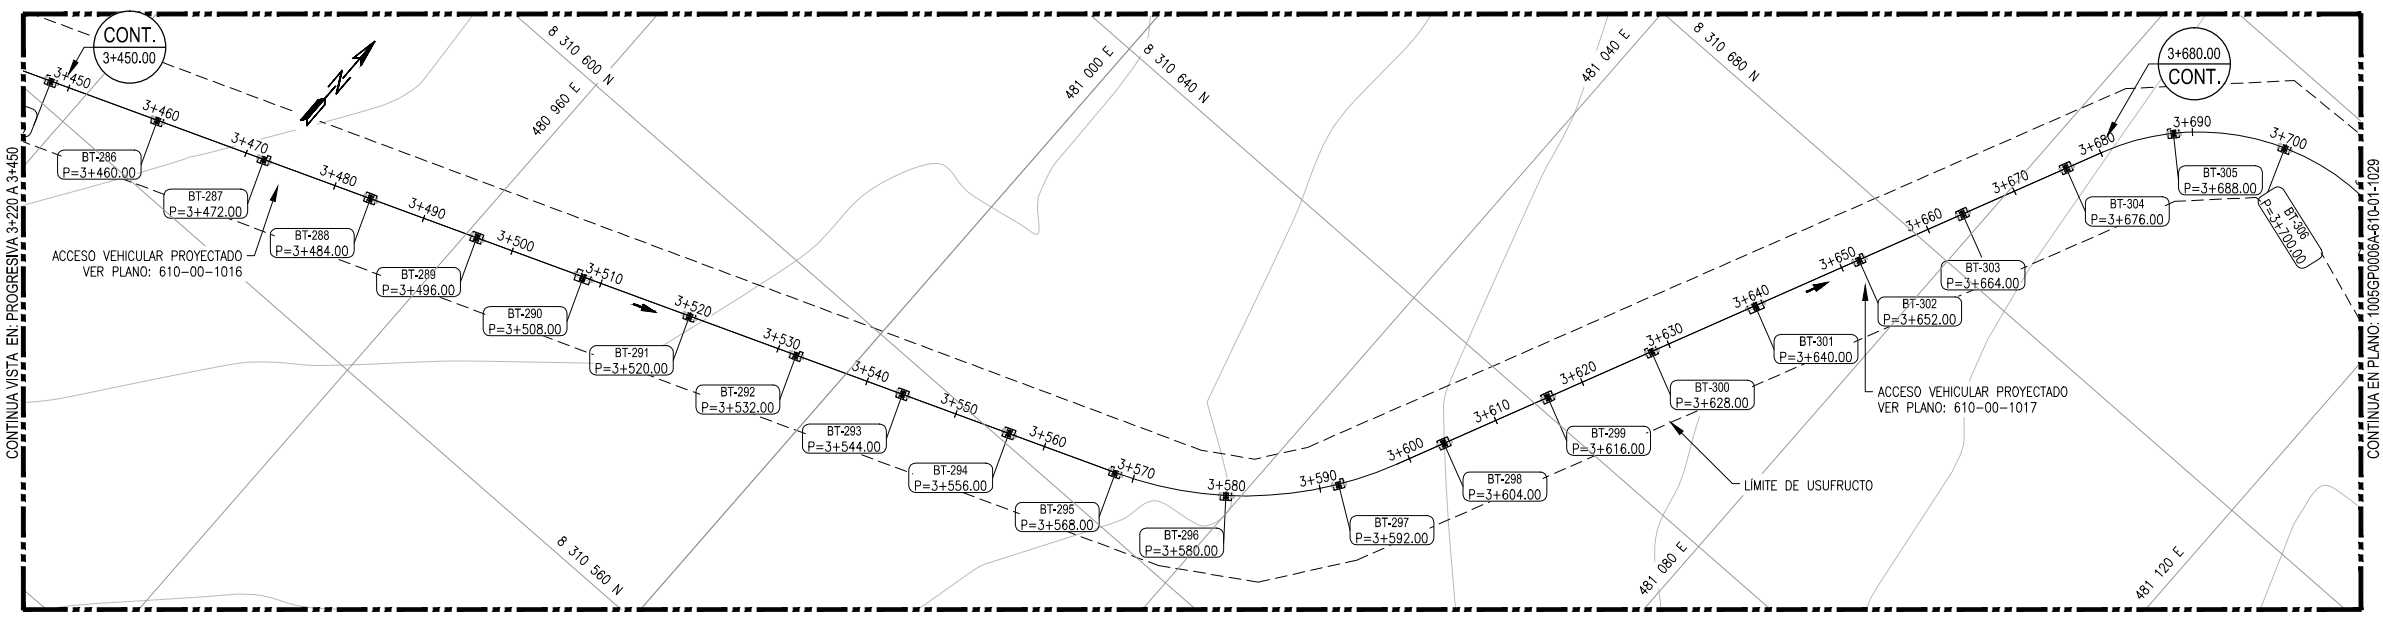 CONT.
3+450.00
3+680.00
CONT.
8 310 600 N
480 960 E
481 000 E
8 310 640 N
481 040 E
8 310 680 N
8 310 560 N
481 080 E
481 120 E
N
3+450
3+460
3+470
3+480
3+490
3+500
3+510
3+520
3+530
3+540
3+550
3+560
3+570
3+580
3+590
3+600
3+610
3+620
3+630
3+640
3+650
3+660
3+670
3+680
3+690
3+700
BT-286
P=3+460.00
BT-287
P=3+472.00
BT-288
P=3+484.00
BT-289
P=3+496.00
BT-290
P=3+508.00
BT-291
P=3+520.00
BT-292
P=3+532.00
BT-293
P=3+544.00
BT-294
P=3+556.00
BT-295
P=3+568.00
BT-296
P=3+580.00
BT-297
P=3+592.00
BT-298
P=3+604.00
BT-299
P=3+616.00
BT-300
P=3+628.00
BT-301
P=3+640.00
BT-302
P=3+652.00
BT-303
P=3+664.00
BT-304
P=3+676.00
BT-305
P=3+688.00
BT-306
P=3+700.00
ACCESO VEHICULAR PROYECTADO
VER PLANO: 610-00-1016
ACCESO VEHICULAR PROYECTADO
VER PLANO: 610-00-1017
LÍMITE DE USUFRUCTO
CONTINUA VISTA EN: PROGRESIVA 3+220 A 3+450
CONTINUA EN PLANO: 1005GP0006A-610-01-1029